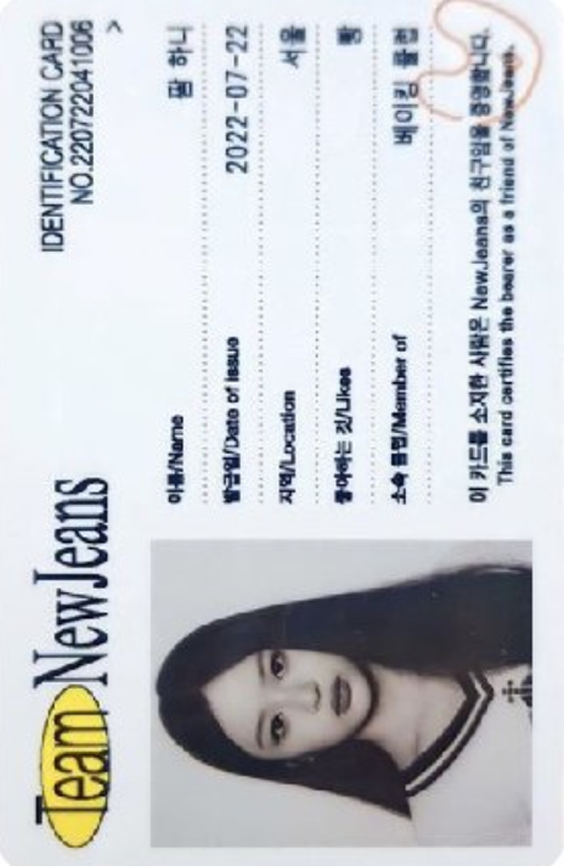 Team NewJeans
IDENTIFICATION CARD
NO.220722041006
>
이름/Name 팜 하니
발급일/Date of issue 2022-07-22
지역/Location 서울
좋아하는 것/Likes
소속 클럽/Member of 베이킹 클럽
이 카드를 소지한 사람은 NewJeans의 친구임을 증명합니다.
This card certifies the bearer as a friend of NewJeans.